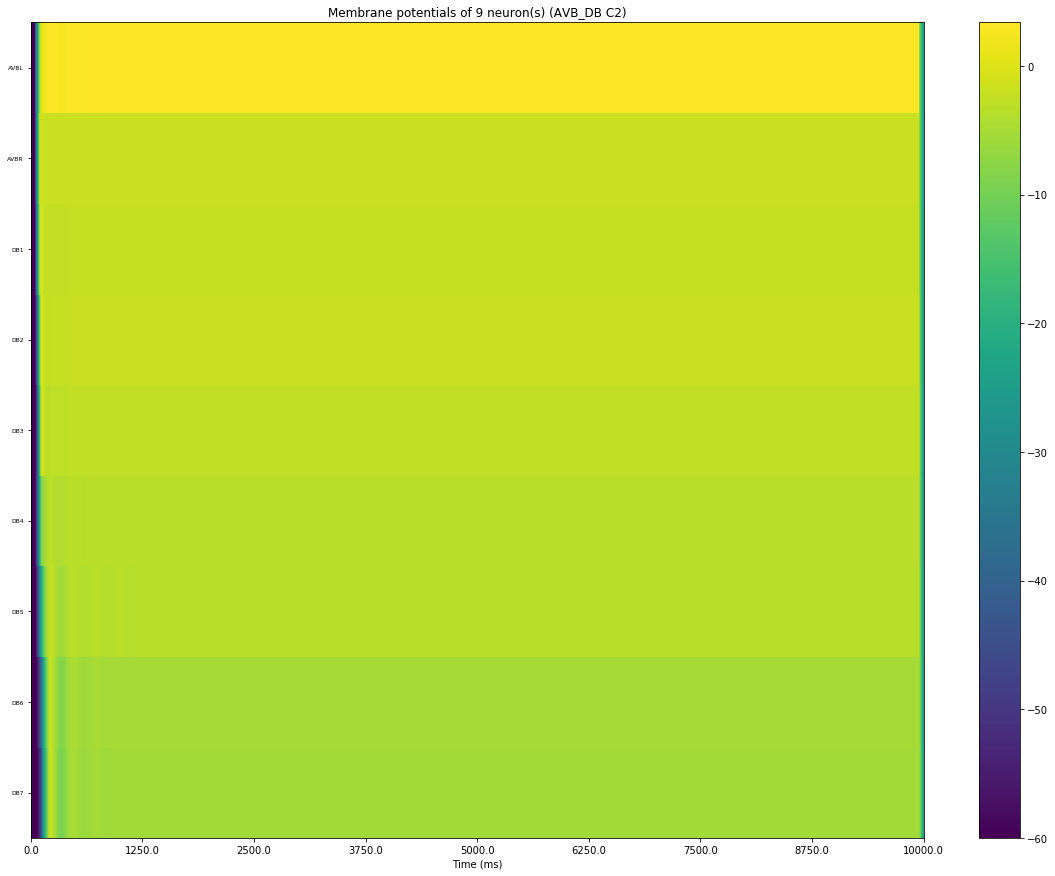 Membrane potentials of 9 neuron(s) (AVB_DB C2)
AVBL
AVBR
DB1
DB2
DB3
DB4
DB5
DB6
DB7
0.0 1250.0 2500.0 3750.0 5000.0 6250.0 7500.0 8750.0 10000.0
Time (ms)
0
−10
−20
−30
−40
−50
−60